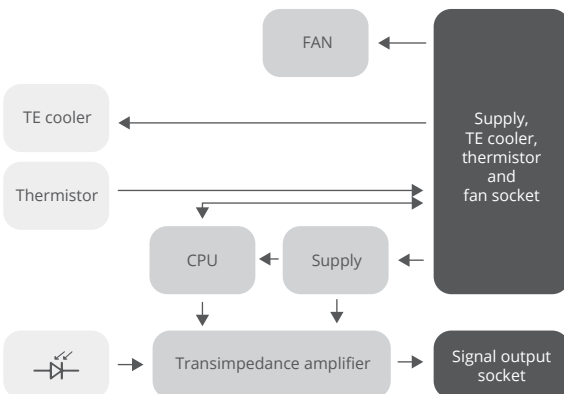 FAN
TE cooler
Supply,
TE cooler,
thermistor
and
fan socket
Thermistor
CPU
Supply
Transimpedance amplifier
Signal output
socket